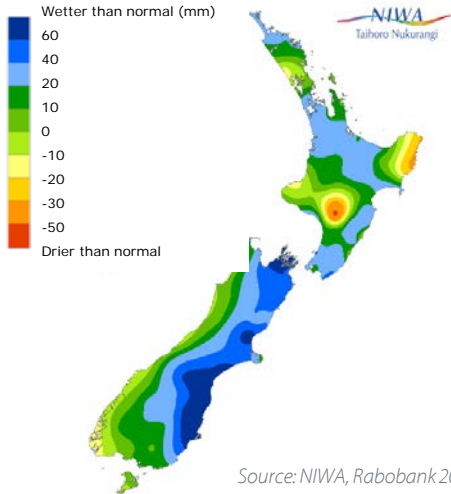 Wetter than normal (mm)
60
40
20
10
0
-10
-20
-30
-50
Drier than normal
NIWA
Taihoro Nukurangi
Source: NIWA, Rabobank 20